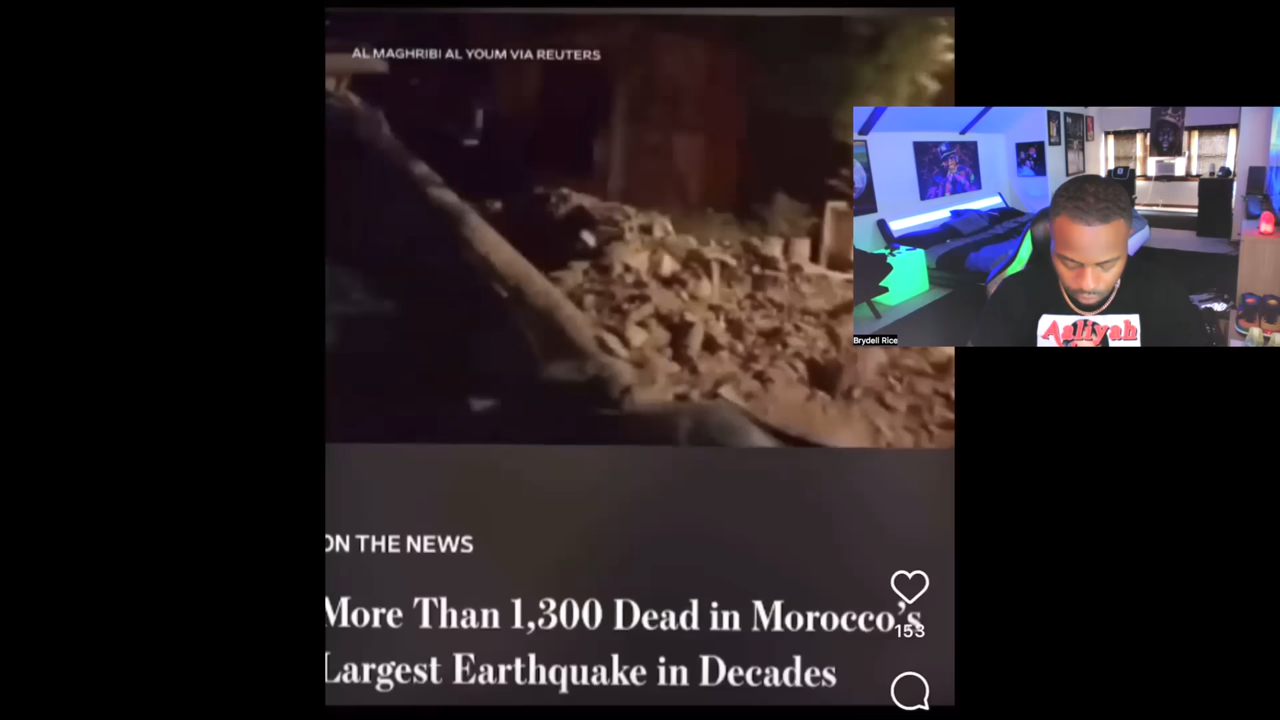 AL MAGHRIBI AL YOUM VIA REUTERS
Brydell Rice
Aaliyah
ON THE NEWS
More Than 1,300 Dead in Morocco's
153
Largest Earthquake in Decades